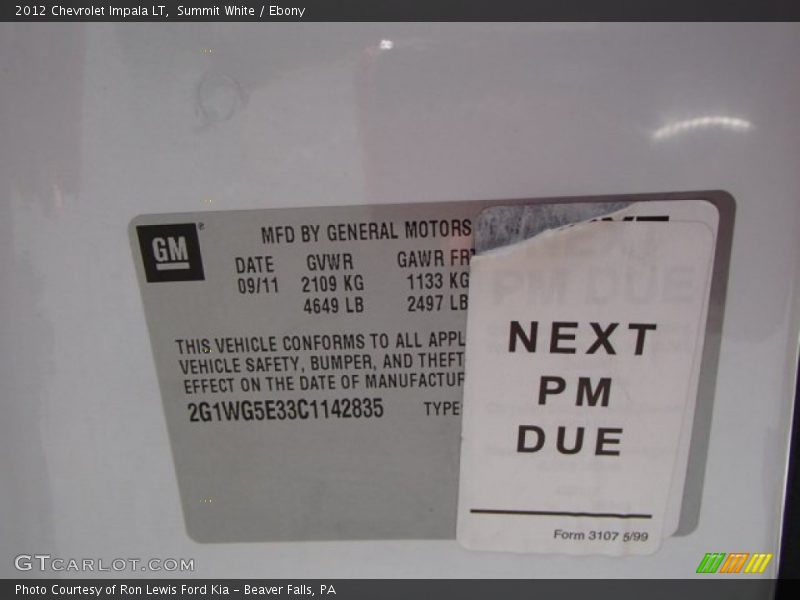 2012 Chevrolet Impala LT, Summit White / Ebony
GM
MFD BY GENERAL MOTORS
DATE GVWR GAWR FR
09/11 2109 KG 1133 KG
4649 LB 2497 LB
THIS VEHICLE CONFORMS TO ALL APPL
VEHICLE SAFETY, BUMPER, AND THEFT
EFFECT ON THE DATE OF MANUFACTUR
2G1WG5E33C1142835 TYPE
PM DUE
NEXT
PM
DUE
Form 3107 5/99
GTCARLOT.COM
Photo Courtesy of Ron Lewis Ford Kia - Beaver Falls, PA